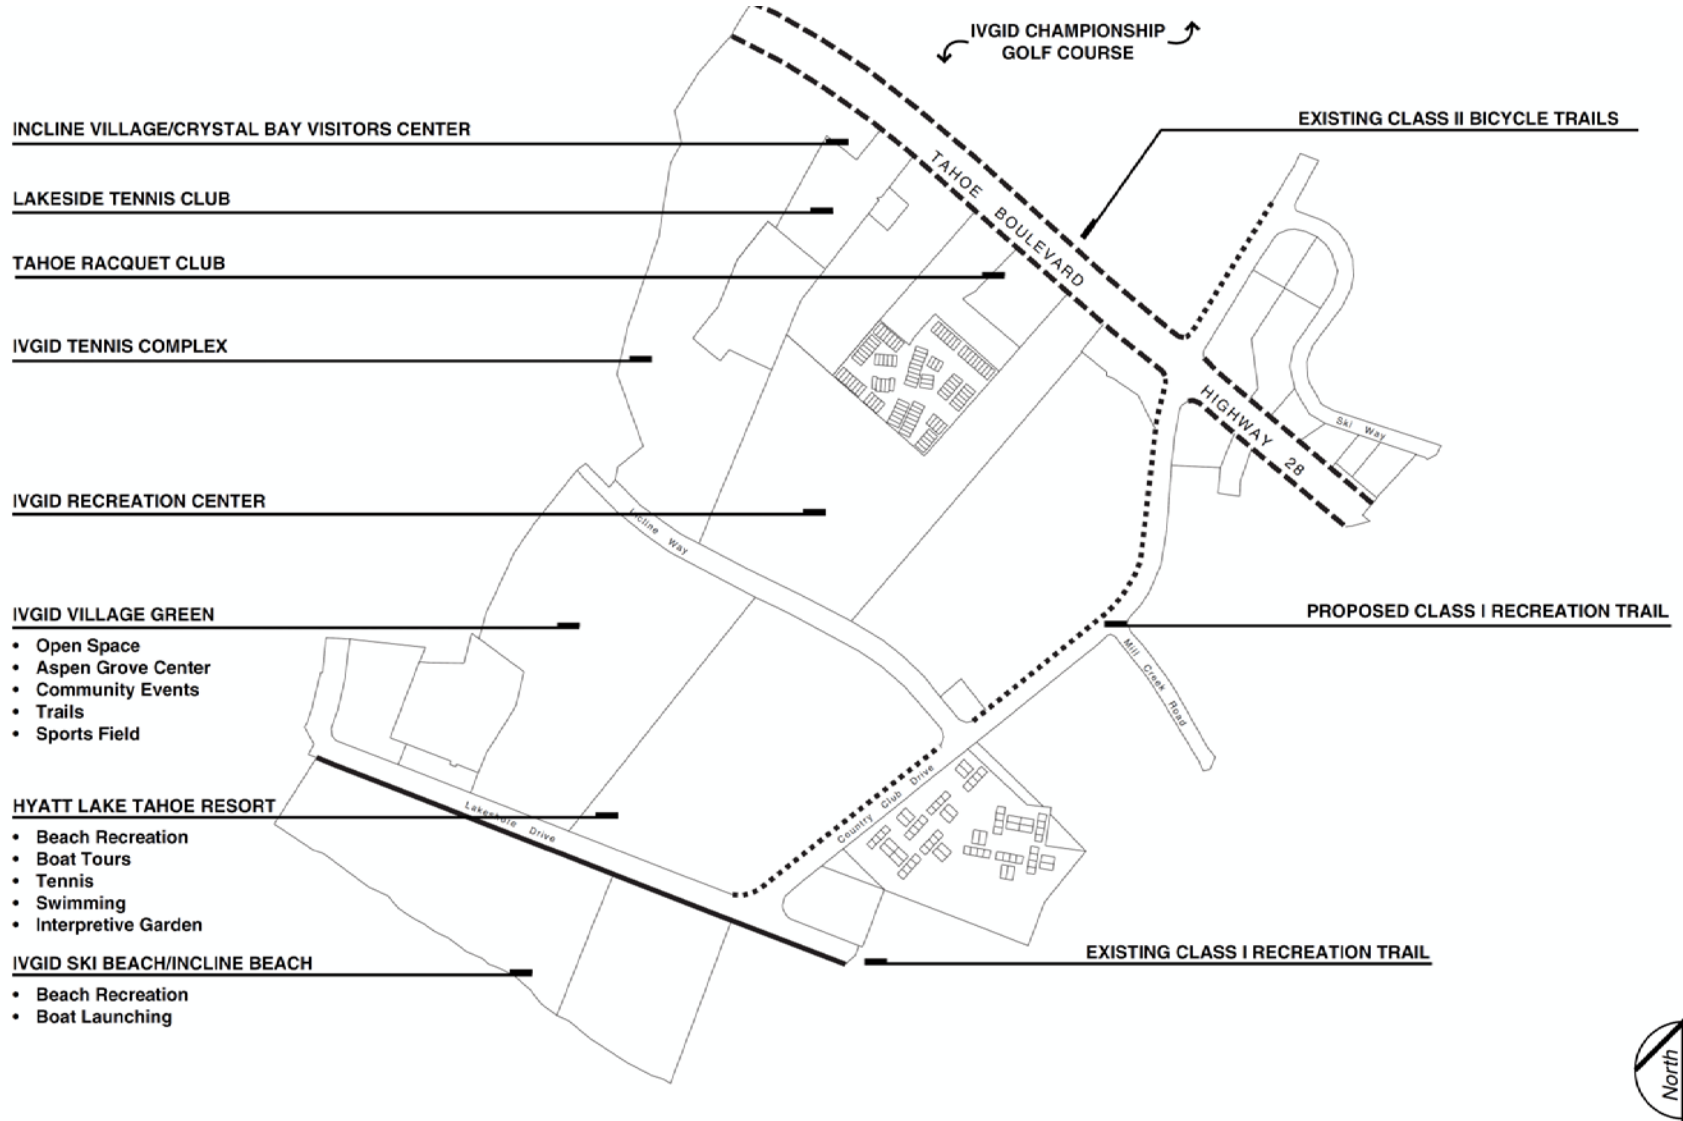 IVGID CHAMPIONSHIP
GOLF COURSE
INCLINE VILLAGE/CRYSTAL BAY VISITORS CENTER
LAKESIDE TENNIS CLUB
TAHOE RACQUET CLUB
IVGID TENNIS COMPLEX
IVGID RECREATION CENTER
IVGID VILLAGE GREEN
• Open Space
• Aspen Grove Center
• Community Events
• Trails
• Sports Field
HYATT LAKE TAHOE RESORT
• Beach Recreation
• Boat Tours
• Tennis
• Swimming
• Interpretive Garden
IVGID SKI BEACH/INCLINE BEACH
• Beach Recreation
• Boat Launching
EXISTING CLASS II BICYCLE TRAILS
TAHOE BOULEVARD
HIGHWAY 28
Ski Way
Incline Way
PROPOSED CLASS I RECREATION TRAIL
Mill Creek Road
Country Club Drive
Lakeshore Drive
EXISTING CLASS I RECREATION TRAIL
North